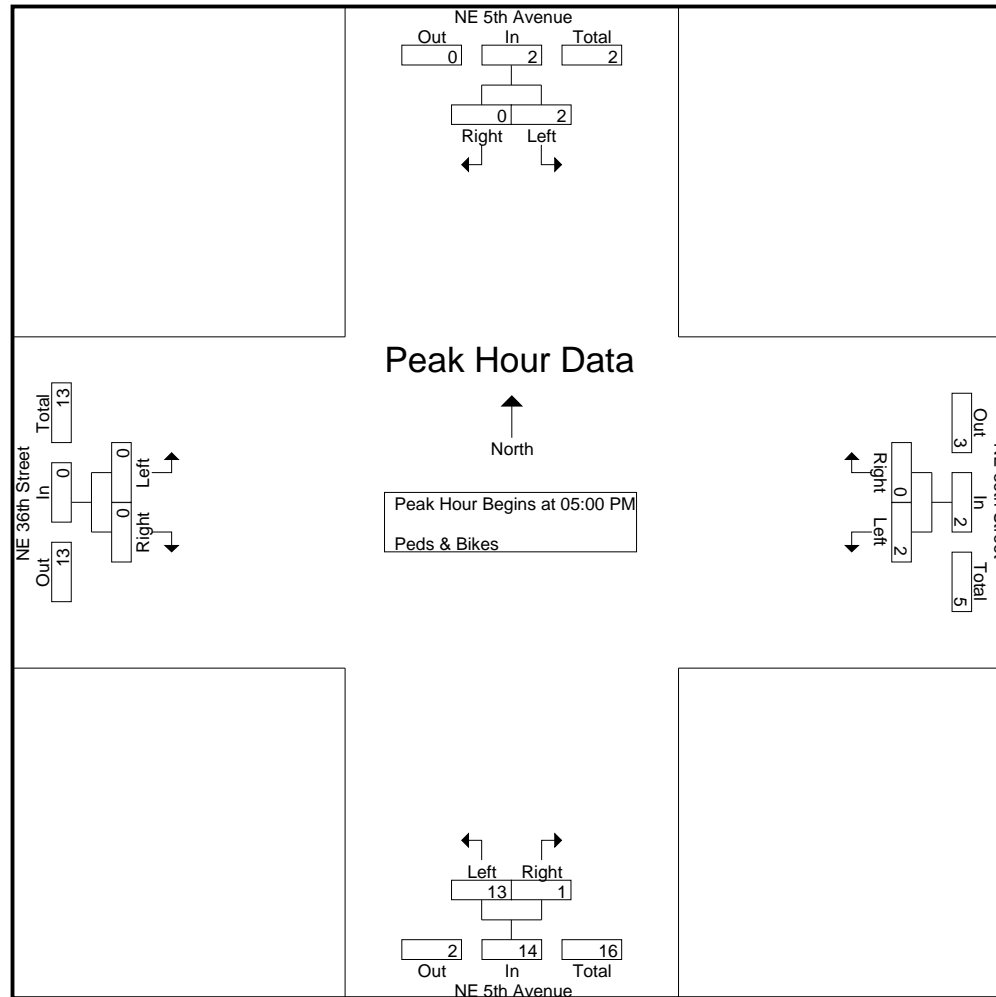 NE 5th Avenue
Out In Total
0 2 2
0 2
Right Left
Peak Hour Data
North
Peak Hour Begins at 05:00 PM
Peds & Bikes
NE 36th Street
Out In Total
13 0 13
Right Left
0 0
Right Left
0 2
Out In Total
3 2 5
Left Right
13 1
2 14 16
Out In Total
NE 5th Avenue